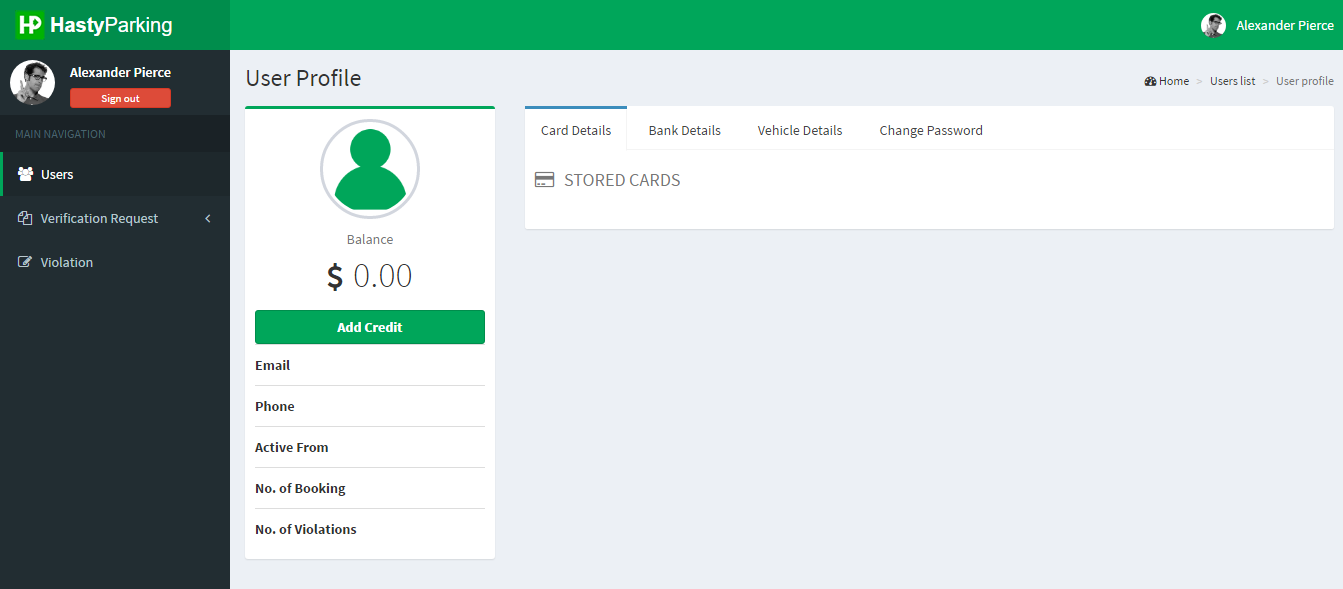 HP HastyParking
Alexander Pierce
Alexander Pierce
Sign out
MAIN NAVIGATION
Users
Verification Request
Violation
User Profile
Home > Users list > User profile
Balance
$ 0.00
Add Credit
Email
Phone
Active From
No. of Booking
No. of Violations
Card Details Bank Details Vehicle Details Change Password
STORED CARDS